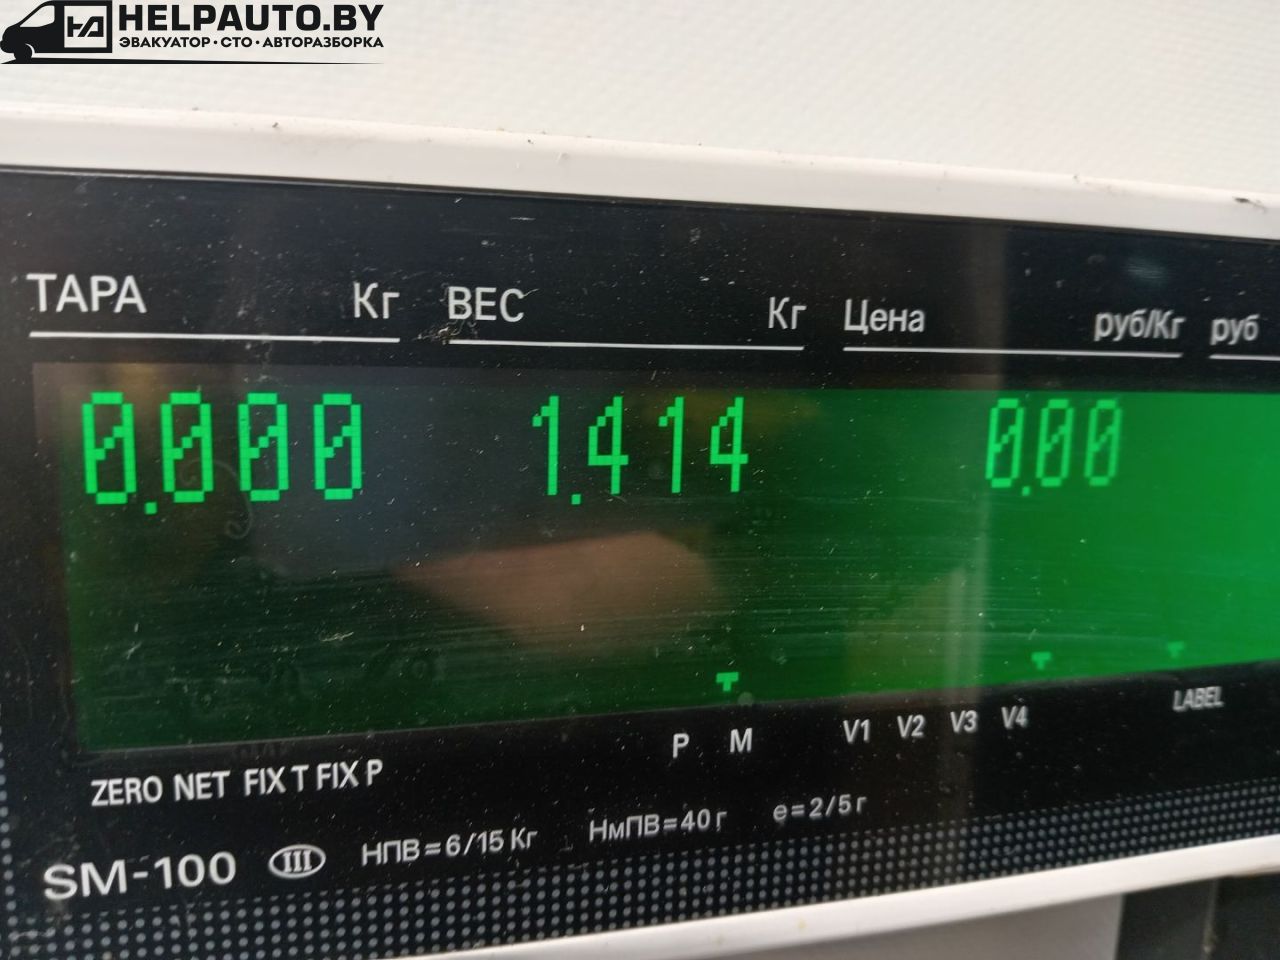 HELPAUTO.BY
ЭВАКУАТОР·СТО·АВТОРАЗБОРКА
ТАРА Кг ВЕС Кг Цена руб/Кг руб
0.000 1.414 0.00
P M V1 V2 V3 V4 LABEL
ZERO NET FIX T FIX P
SM-100 III НПВ=6/15 Кг НмПВ=40 г е=2/5 г